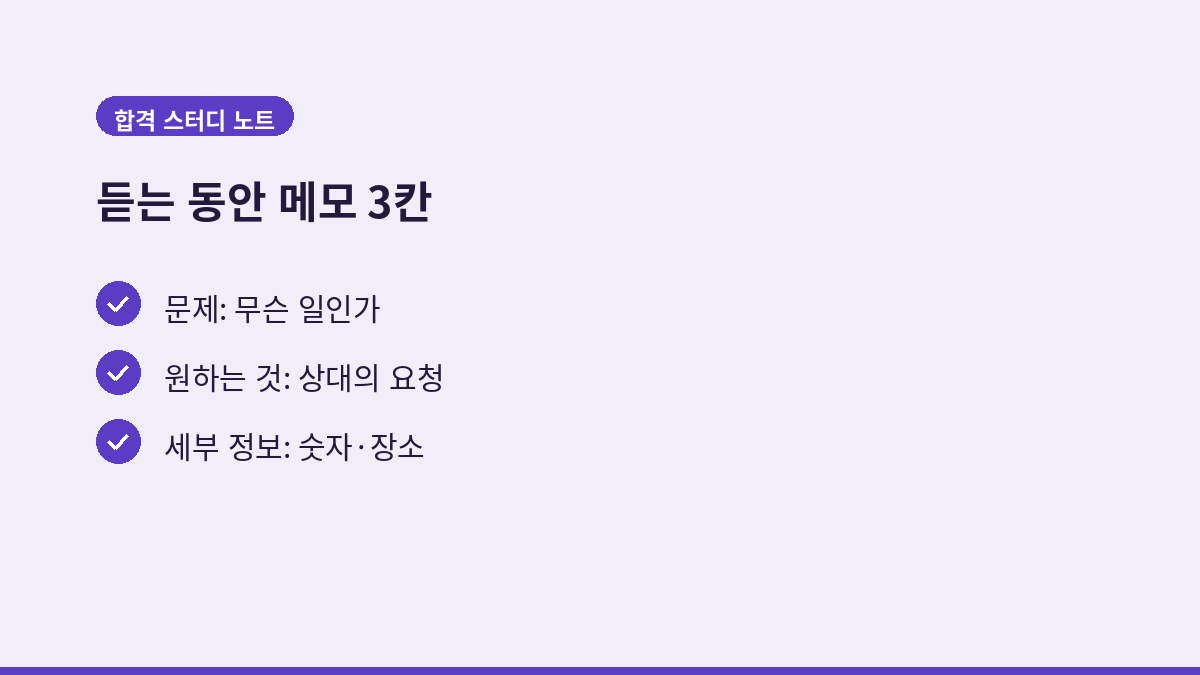 합격 스터디 노트
듣는 동안 메모 3칸
문제: 무슨 일인가
원하는 것: 상대의 요청
세부 정보: 숫자·장소